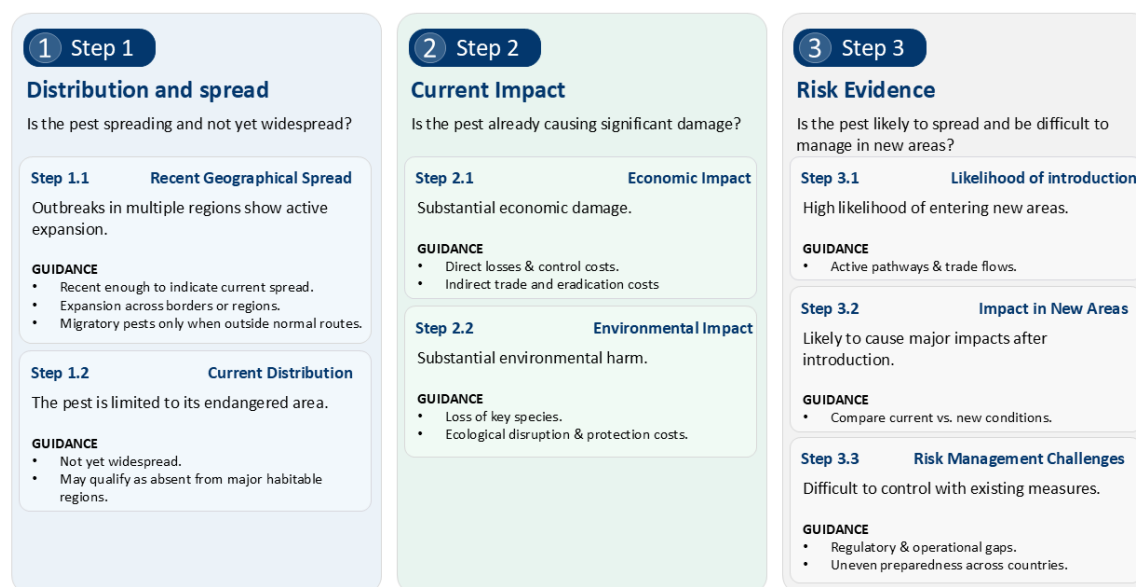 1 Step 1
Distribution and spread
Is the pest spreading and not yet widespread?
Step 1.1 Recent Geographical Spread
Outbreaks in multiple regions show active
expansion.
GUIDANCE
• Recent enough to indicate current spread.
• Expansion across borders or regions.
• Migratory pests only when outside normal routes.
Step 1.2 Current Distribution
The pest is limited to its endangered area.
GUIDANCE
• Not yet widespread.
• May qualify as absent from major habitable
regions.
2 Step 2
Current Impact
Is the pest already causing significant damage?
Step 2.1 Economic Impact
Substantial economic damage.
GUIDANCE
• Direct losses & control costs.
• Indirect trade and eradication costs
Step 2.2 Environmental Impact
Substantial environmental harm.
GUIDANCE
• Loss of key species.
• Ecological disruption & protection costs.
3 Step 3
Risk Evidence
Is the pest likely to spread and be difficult to
manage in new areas?
Step 3.1 Likelihood of introduction
High likelihood of entering new areas.
GUIDANCE
• Active pathways & trade flows.
Step 3.2 Impact in New Areas
Likely to cause major impacts after
introduction.
GUIDANCE
• Compare current vs. new conditions.
Step 3.3 Risk Management Challenges
Difficult to control with existing measures.
GUIDANCE
• Regulatory & operational gaps.
• Uneven preparedness across countries.